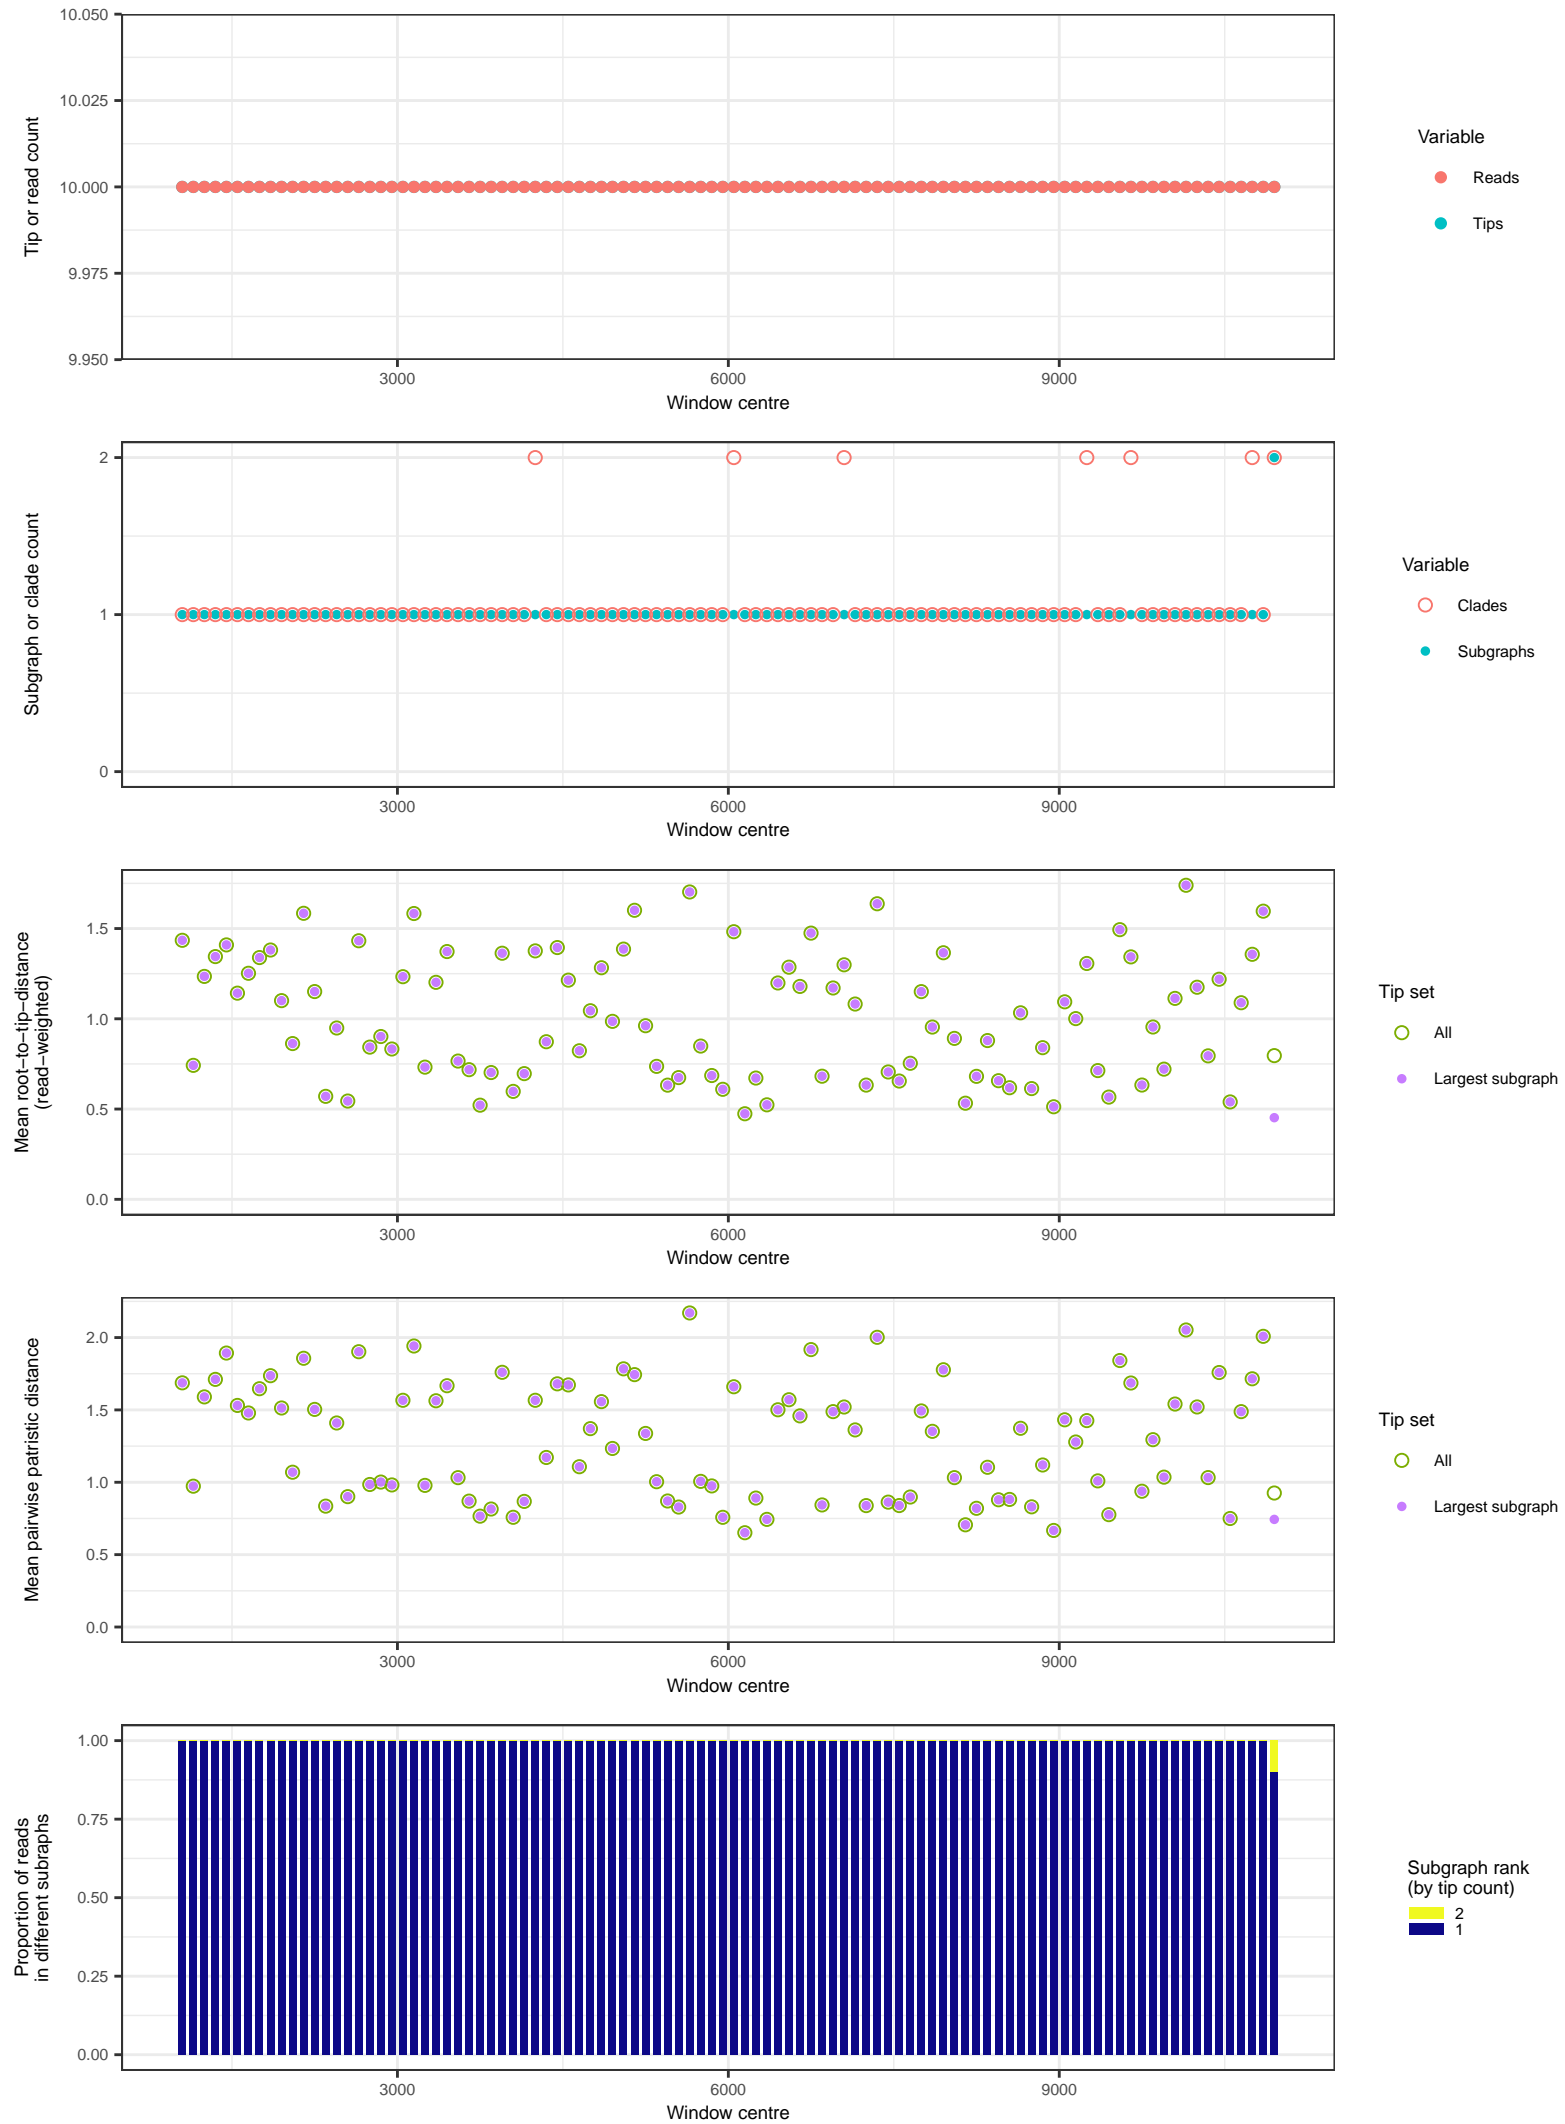 10.050
10.025
10.000
9.975
9.950
Tip or read count
3000
6000
9000
Window centre
Variable
Reads
Tips
2
1
0
Subgraph or clade count
3000
6000
9000
Window centre
Variable
Clades
Subgraphs
1.5
1.0
0.5
0.0
Mean root−to−tip−distance
(read−weighted)
3000
6000
9000
Window centre
Tip set
All
Largest subgraph
2.0
1.5
1.0
0.5
0.0
Mean pairwise patristic distance
3000
6000
9000
Window centre
Tip set
All
Largest subgraph
1.00
0.75
0.50
0.25
0.00
Proportion of reads
in different subraphs
3000
6000
9000
Window centre
Subgraph rank
(by tip count)
2
1